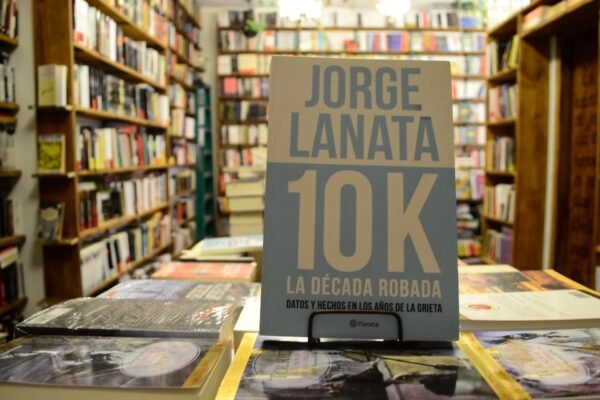 JORGE
LANATA
10K
LA DÉCADA ROBADA
DATOS Y HECHOS EN LOS AÑOS DE LA GRIETA
Planeta